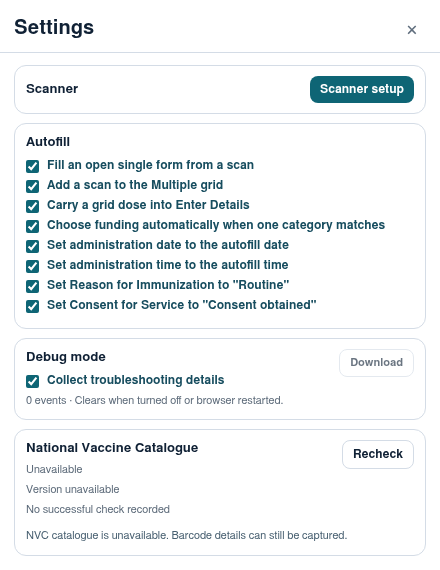 Settings
×
Scanner
Scanner setup
Autofill
Fill an open single form from a scan
Add a scan to the Multiple grid
Carry a grid dose into Enter Details
Choose funding automatically when one category matches
Set administration date to the autofill date
Set administration time to the autofill time
Set Reason for Immunization to "Routine"
Set Consent for Service to "Consent obtained"
Debug mode
Download
Collect troubleshooting details
0 events · Clears when turned off or browser restarted.
National Vaccine Catalogue
Recheck
Unavailable
Version unavailable
No successful check recorded
NVC catalogue is unavailable. Barcode details can still be captured.